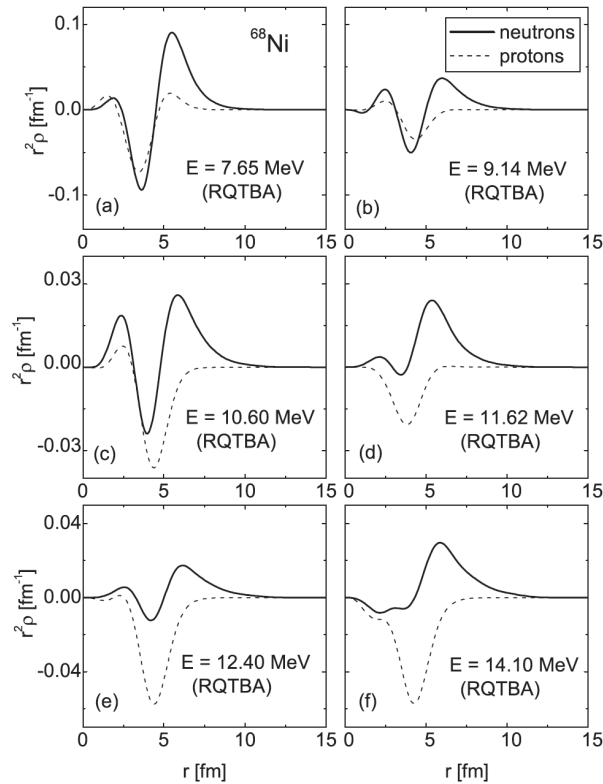 ⁶⁸Ni
neutrons
protons
r²ρ [fm⁻¹]
0.1
0.0
-0.1
E = 7.65 MeV
(RQTBA)
(a)
0 5 10 15
E = 9.14 MeV
(RQTBA)
(b)
0 5 10 15
r²ρ [fm⁻¹]
0.03
0.00
-0.03
E = 10.60 MeV
(RQTBA)
(c)
0 5 10 15
E = 11.62 MeV
(RQTBA)
(d)
0 5 10 15
r²ρ [fm⁻¹]
0.04
0.00
-0.04
E = 12.40 MeV
(RQTBA)
(e)
0 5 10 15
r [fm]
E = 14.10 MeV
(RQTBA)
(f)
0 5 10 15
r [fm]